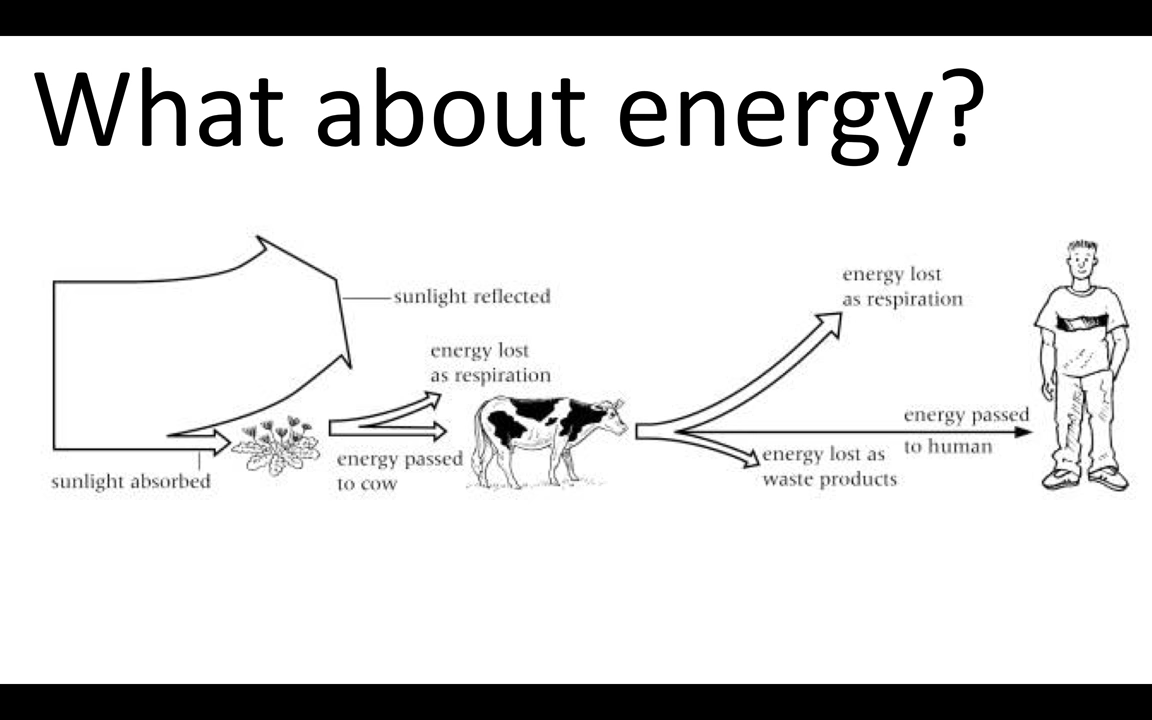 What about energy?
sunlight reflected
energy lost
as respiration
sunlight absorbed
energy passed
to cow
energy lost
as respiration
energy passed
to human
energy lost as
waste products